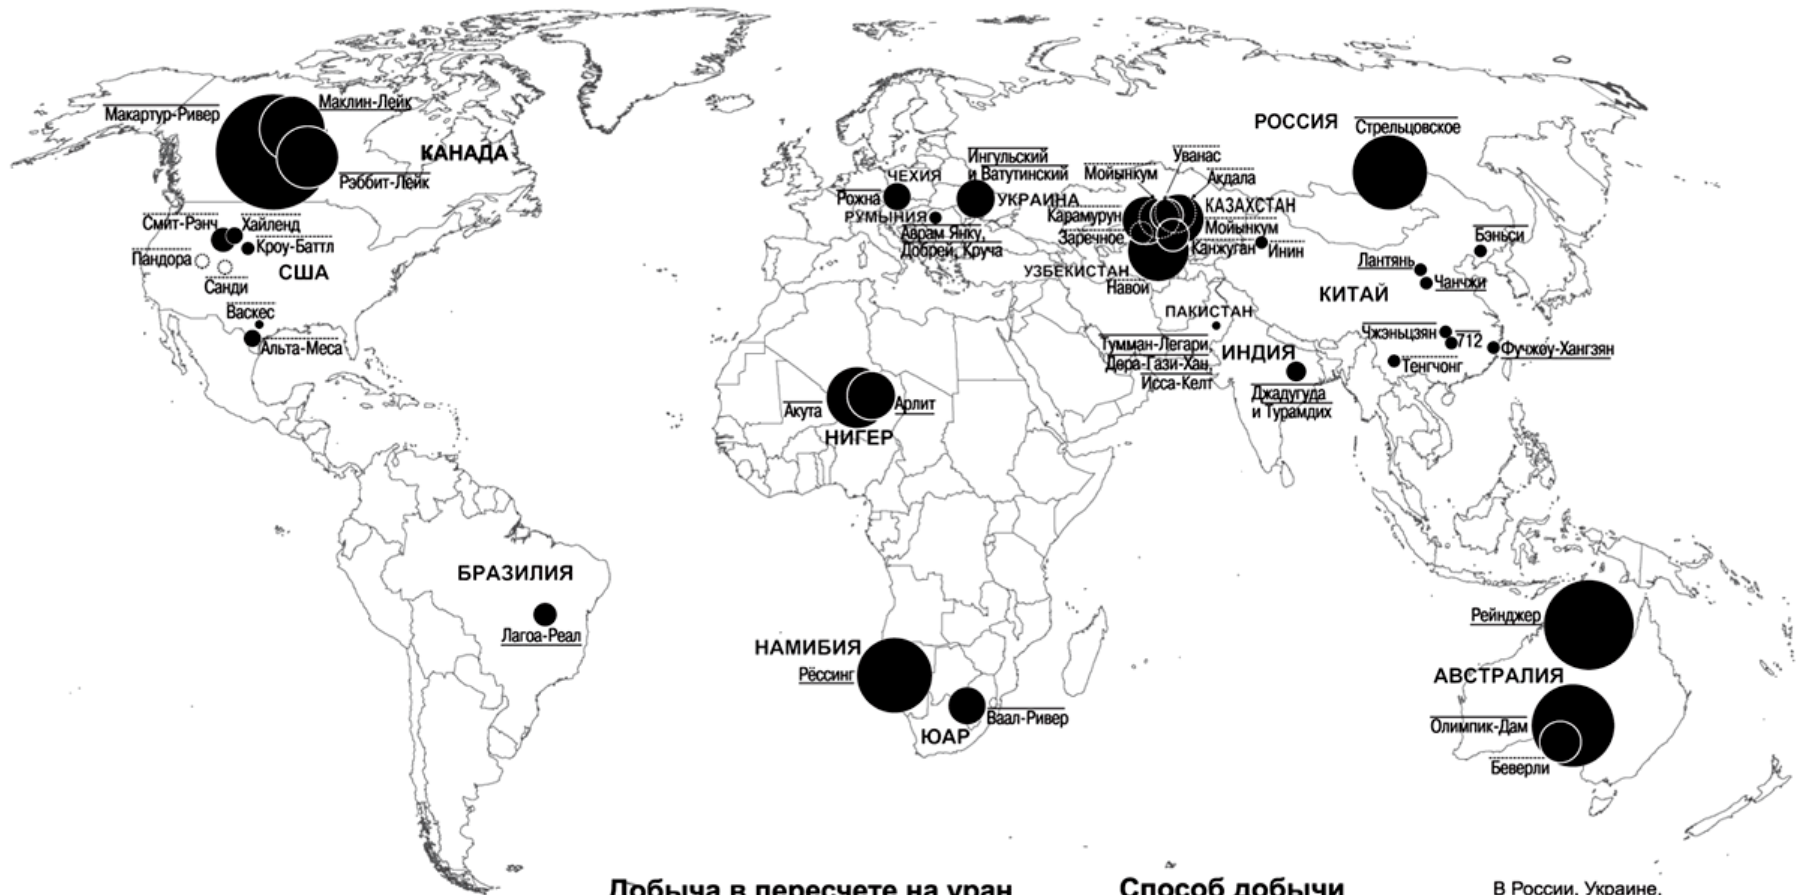 Макартур-Ривер
Маклин-Лейк
КАНАДА
Рэббит-Лейк
Смит-Рэнч
Хайленд
Кроу-Баттл
Пандора
США
Санди
Васкес
Альта-Меса
БРАЗИЛИЯ
Лагоа-Реал
ЧЕХИЯ
Рожна
РУМЫНИЯ
Аврам Янку,
Добрей, Круча
Ингульский
и Ватутинский
УКРАИНА
РОССИЯ
Стрельцовское
Уванас
Мойынкум
Акдала
КАЗАХСТАН
Карамурун
Мойынкум
Заречное
Канжуган
Инин
УЗБЕКИСТАН
Навои
Бэньси
Лантянь
Чанчжи
КИТАЙ
ПАКИСТАН
Тумман-Легари,
Дера-Гази-Хан,
Исса-Келт
ИНДИЯ
Джадугуда
и Турамдих
Чжэньцзян
712
Фучжоу-Хангзян
Тенгчонг
Акута
Арлит
НИГЕР
НАМИБИЯ
Рёссинг
Ваал-Ривер
ЮАР
Рейнджер
АВСТРАЛИЯ
Олимпик-Дам
Беверли
Добыча в пересчете на уран
Способ добычи
В России, Украине,